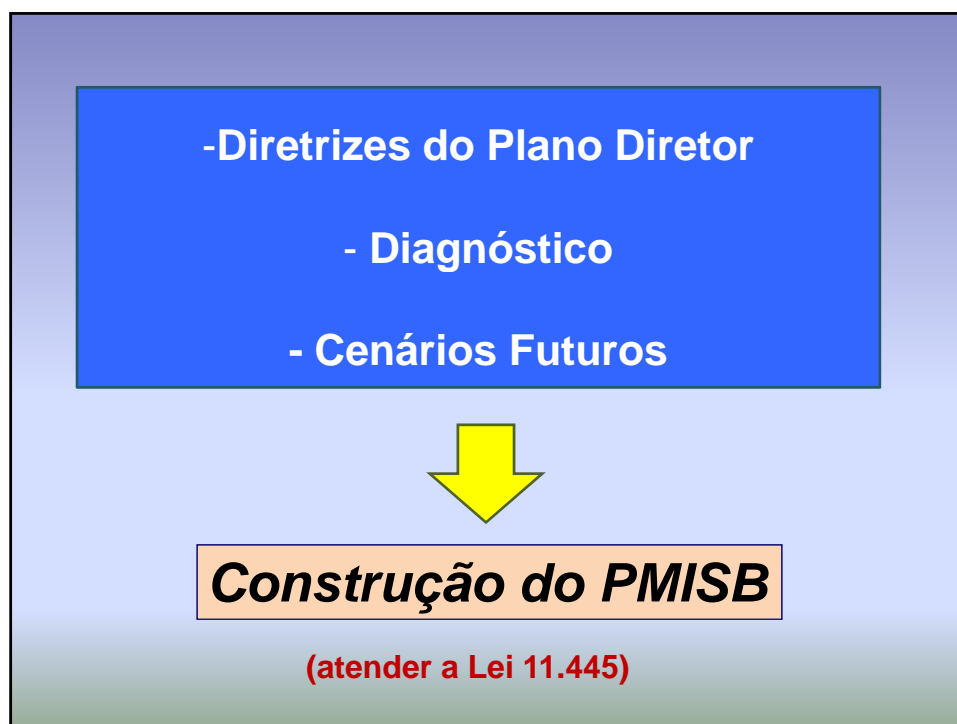 -Diretrizes do Plano Diretor
- Diagnóstico
- Cenários Futuros
Construção do PMISB
(atender a Lei 11.445)